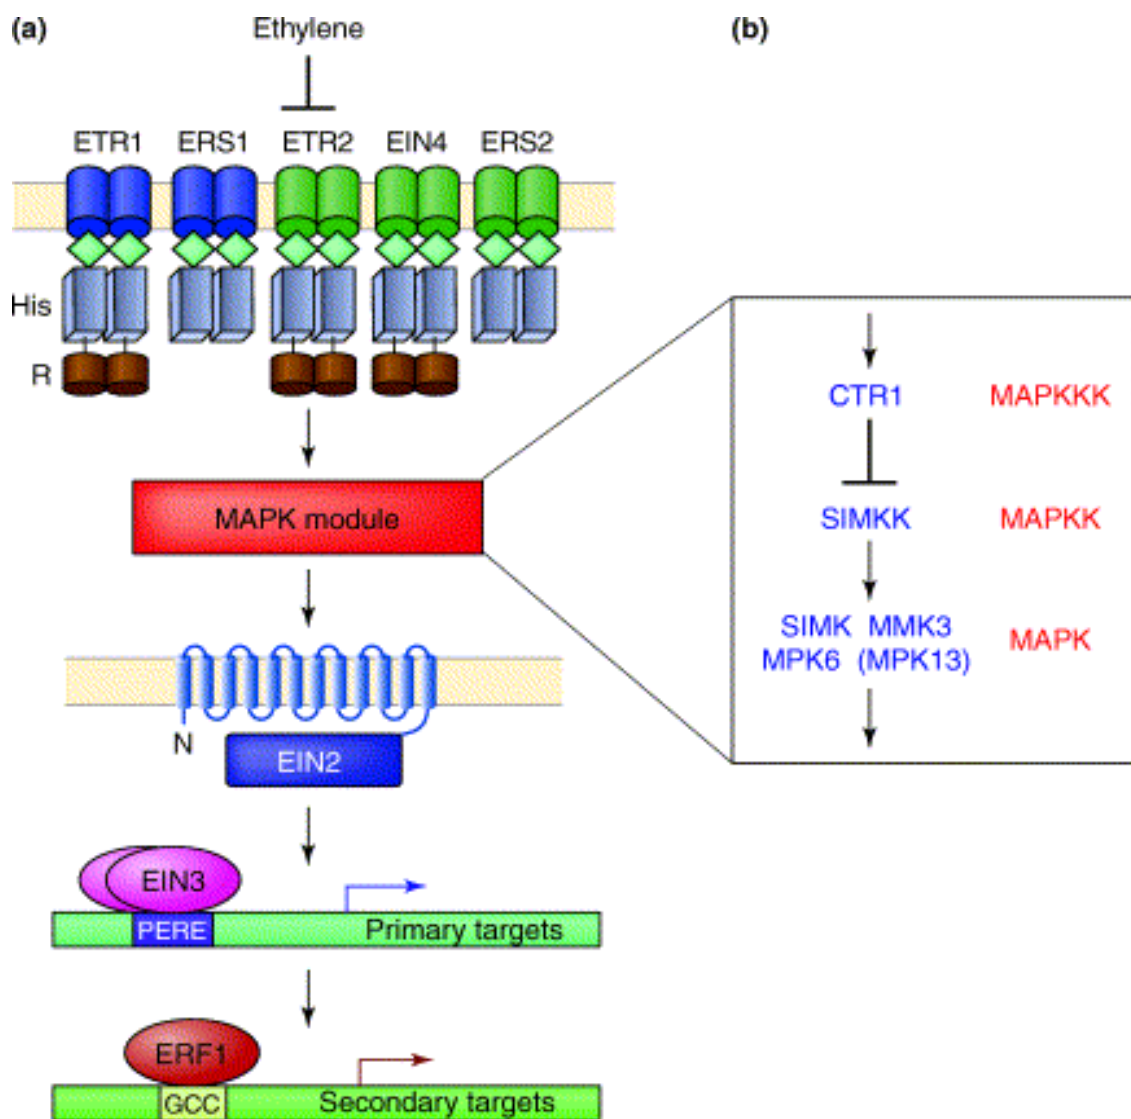 (a)
Ethylene
ETR1 ERS1 ETR2 EIN4 ERS2
His
R
MAPK module
N
EIN2
EIN3
PERE
Primary targets
ERF1
GCC
Secondary targets
(b)
CTR1 MAPKKK
SIMKK MAPKK
SIMK MMK3
MPK6 (MPK13)
MAPK